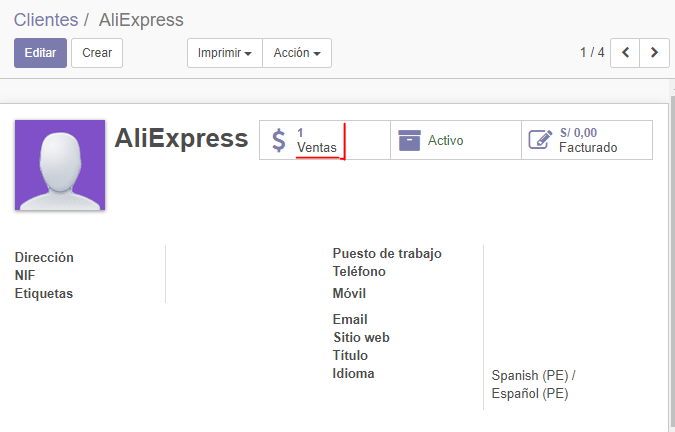 Clientes / AliExpress
Editar Crear Imprimir Acción 1 / 4
AliExpress
1
Ventas
Activo
S/ 0,00
Facturado
Dirección
NIF
Etiquetas
Puesto de trabajo
Teléfono
Móvil
Email
Sitio web
Título
Idioma
Spanish (PE) /
Español (PE)